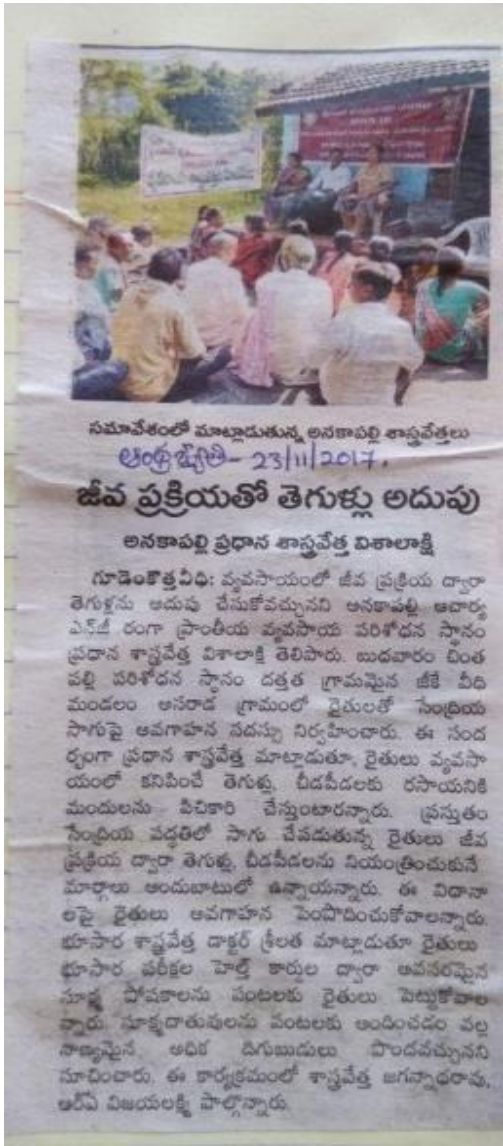 సమావేశంలో మాట్లాడుతున్న అనకాపల్లి శాస్త్రవేత్తలు
ఆంధ్రజ్యోతి - 23/11/2017.
జీవ ప్రక్రియతో తెగుళ్లు అదుపు
అనకాపల్లి ప్రధాన శాస్త్రవేత్త విశాలాక్షి
గూడెంకొత్తవీధి: వ్యవసాయంలో జీవ ప్రక్రియ ద్వారా
తెగుళ్లను అదుపు చేసుకోవచ్చునని అనకాపల్లి ఆచార్య
ఎన్‌జీ రంగా ప్రాంతీయ వ్యవసాయ పరిశోధన స్థానం
ప్రధాన శాస్త్రవేత్త విశాలాక్షి తెలిపారు. బుధవారం చింత
పల్లి పరిశోధన స్థానం దత్తత గ్రామమైన జీకే వీధి
మండలం అసరాడ గ్రామంలో రైతులతో సేంద్రియ
సాగుపై అవగాహన సదస్సు నిర్వహించారు. ఈ సంద
ర్భంగా ప్రధాన శాస్త్రవేత్త మాట్లాడుతూ, రైతులు వ్యవసా
యంలో కనిపించే తెగుళ్లు, చీడపీడలకు రసాయనిక
మందులను పిచికారి చేస్తుంటారన్నారు. ప్రస్తుతం
సేంద్రియ పద్ధతిలో సాగు చేపడుతున్న రైతులు జీవ
ప్రక్రియ ద్వారా తెగుళ్లు, చీడపీడలను నియంత్రించుకునే
మార్గాలు అందుబాటులో ఉన్నాయన్నారు. ఈ విధానా
లపై రైతులు అవగాహన పెంపొదించుకోవాలన్నారు.
భూసార శాస్త్రవేత్త డాక్టర్ శ్రీలత మాట్లాడుతూ రైతులు
భూసార పరీక్షల హెల్త్ కార్డుల ద్వారా అవసరమైన
సూక్ష్మ పోషకాలను పంటలకు రైతులు పెట్టుకోవాల
న్నారు. సూక్ష్మధాతువులను పంటలకు అందించడం వల్ల
నాణ్యమైన అధిక దిగుబడులు పొందవచ్చునని
సూచించారు. ఈ కార్యక్రమంలో శాస్త్రవేత్త జగన్నాథరావు,
ఆర్‌ఏ విజయలక్ష్మి పాల్గొన్నారు.